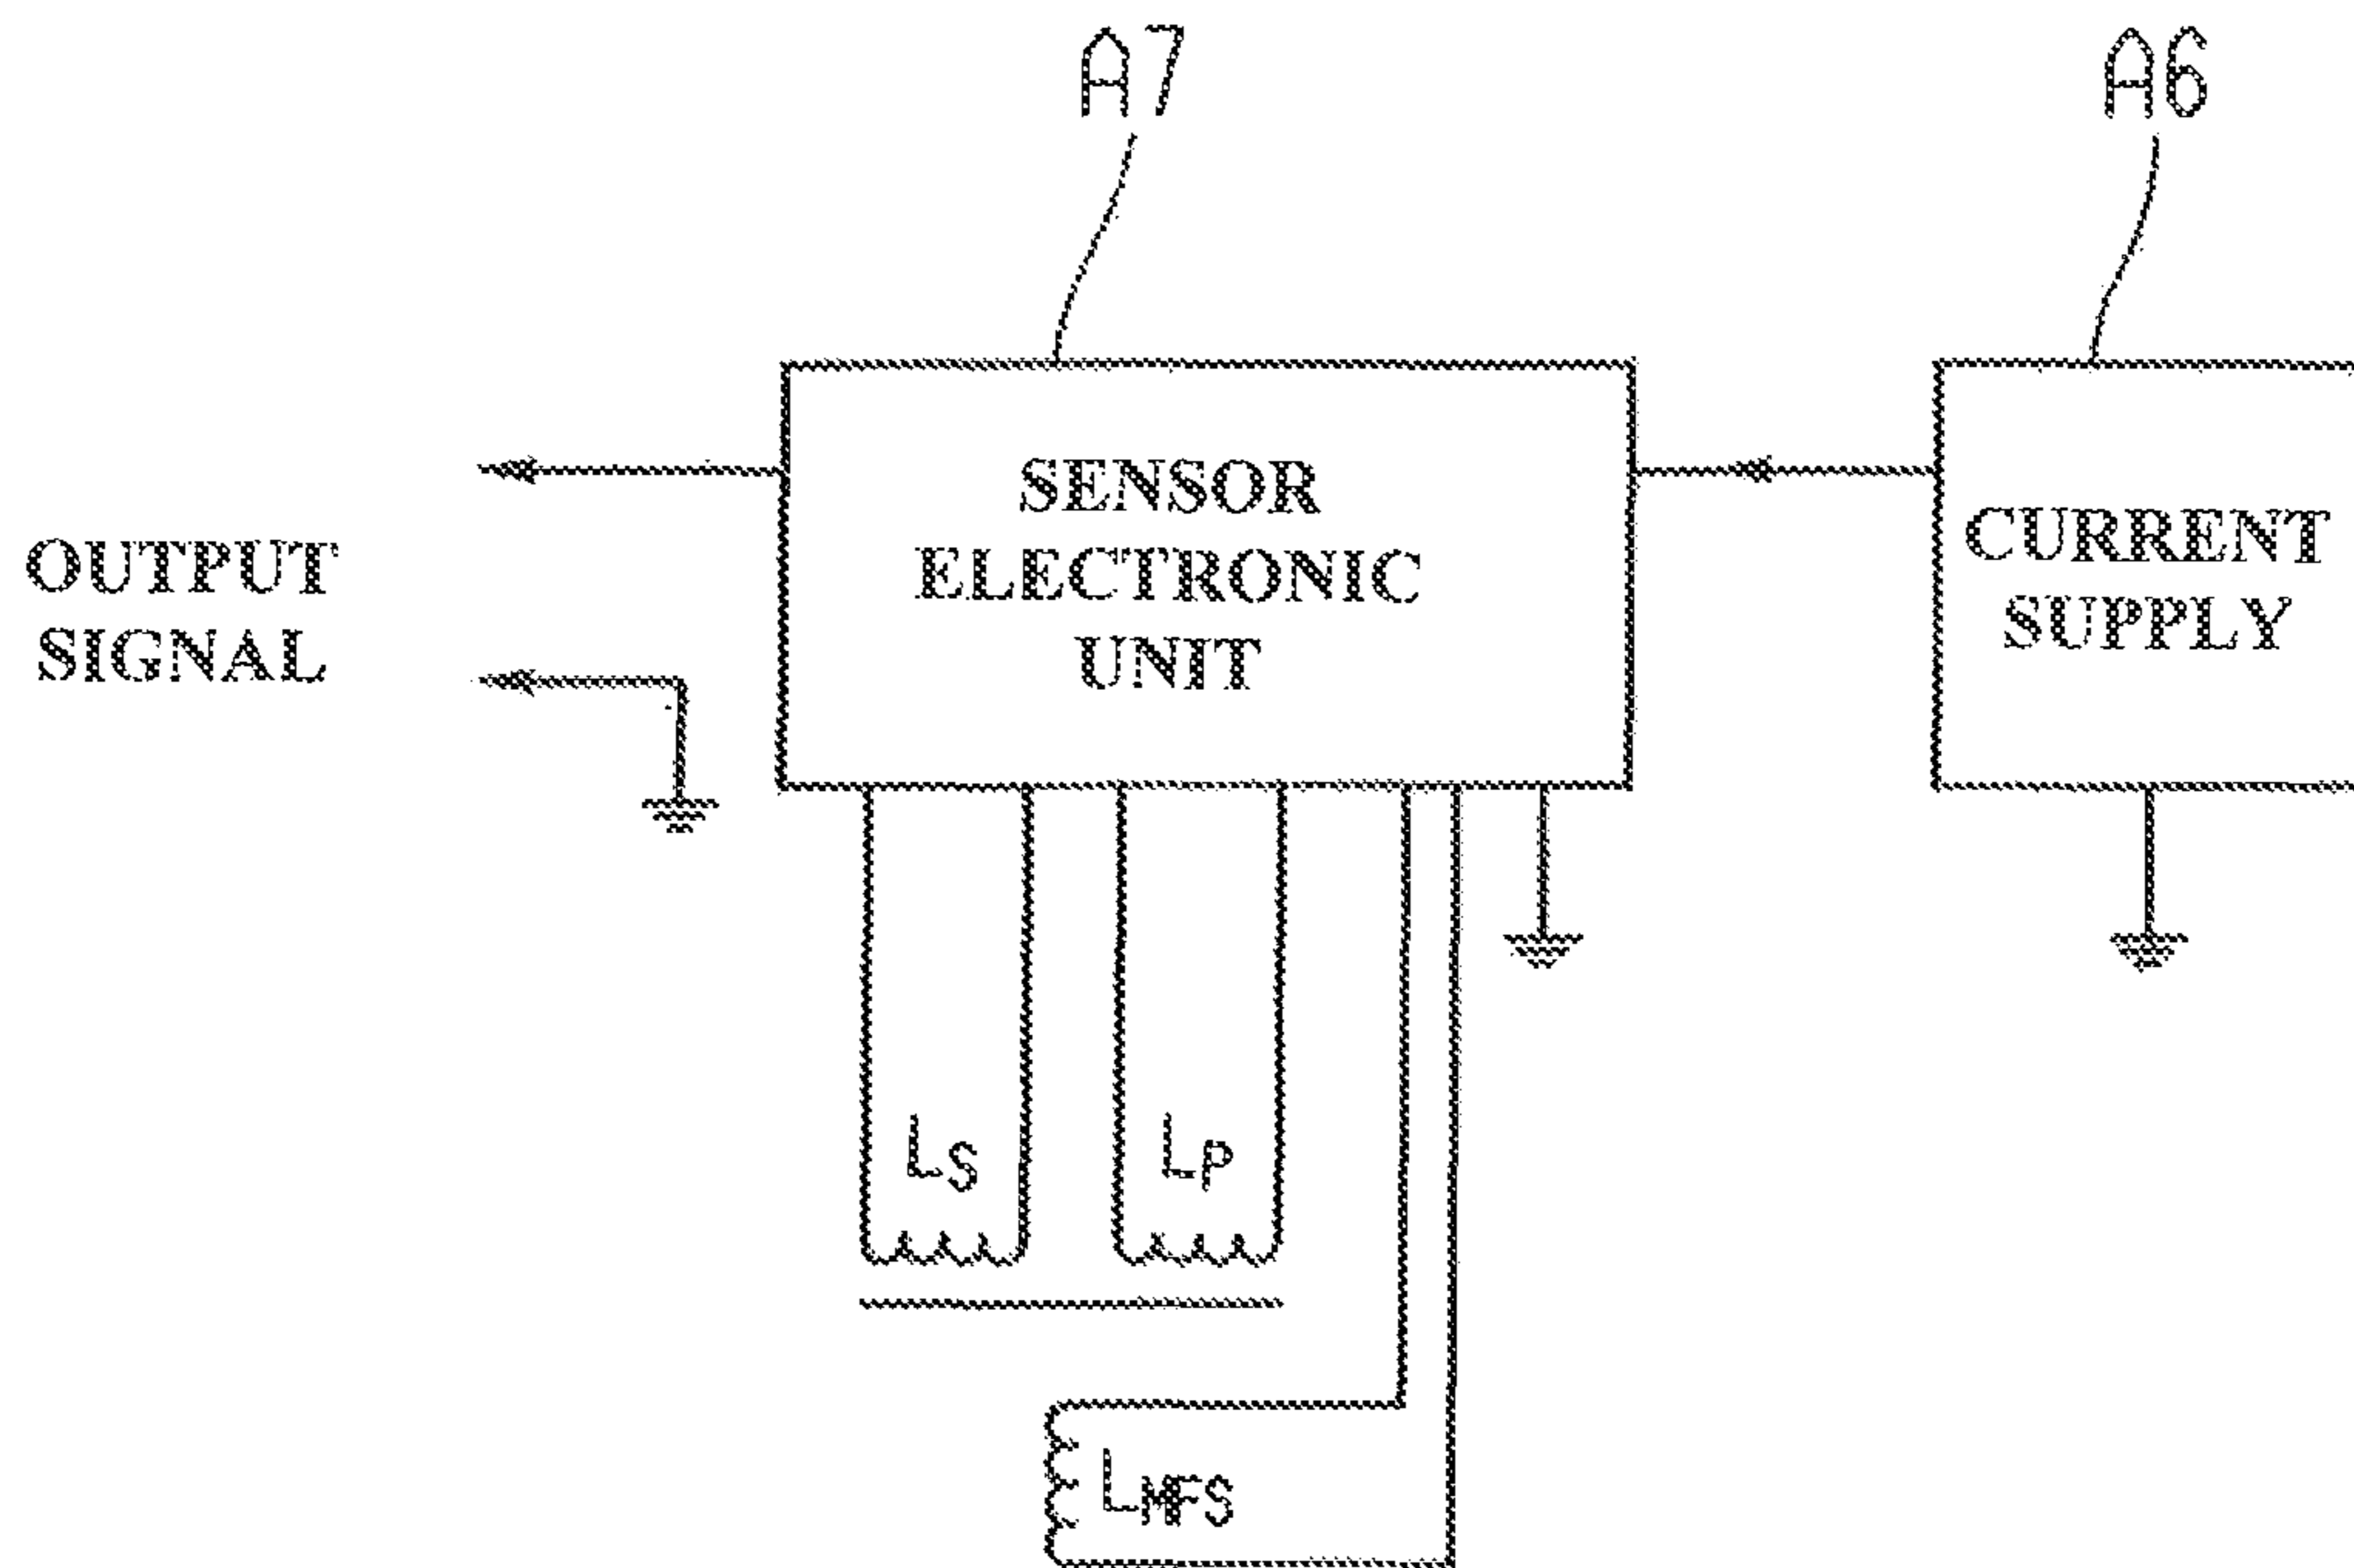 A7
A6
SENSOR
ELECTRONIC
UNIT
CURRENT
SUPPLY
OUTPUT
SIGNAL
LS
LP
LMFS